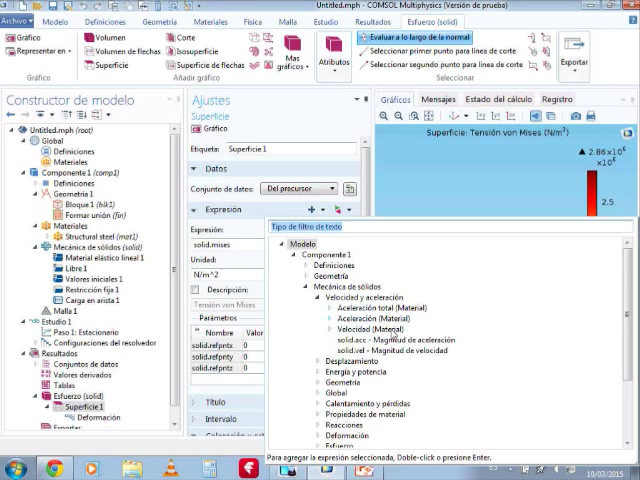 Untitled.mph - COMSOL Multiphysics (Versión de prueba)
Archivo
Modelo
Definiciones
Geometría
Materiales
Física
Malla
Estudio
Resultados
Esfuerzo (solid)
Gráfico
Representar en
Gráfico
Volumen
Volumen de flechas
Superficie
Corte
Isosuperficie
Superficie de flechas
Más gráficos
Añadir gráfico
Atributos
Evaluar a lo largo de la normal
Seleccionar primer punto para línea de corte
Seleccionar segundo punto para línea de corte
Seleccionar
Exportar
Constructor de modelo
Untitled.mph (root)
Global
Definiciones
Materiales
Componente 1 (comp1)
Definiciones
Geometría 1
Bloque 1 (blk1)
Formar unión (fin)
Materiales
Structural steel (mat1)
Mecánica de sólidos (solid)
Material elástico lineal 1
Libre 1
Valores iniciales 1
Restricción fija 1
Carga en arista 1
Malla 1
Estudio 1
Paso 1: Estacionario
Configuraciones del resolvedor
Resultados
Conjuntos de datos
Valores derivados
Tablas
Esfuerzo (solid)
Superficie 1
Deformación
Exportar
Ajustes
Superficie
Gráfico
Etiqueta: Superficie 1
Datos
Conjunto de datos: Del precursor
Expresión
Expresión:
solid.mises
Unidad:
N/m^2
Descripción:
Tensión von Mises
Parámetros
Nombre Valor
solid.refpntx 0
solid.refpnty 0
solid.refpntz 0
Título
Intervalo
Gráficos
Mensajes
Estado del cálculo
Registro
Superficie: Tensión von Mises (N/m²)
▲ 2.86×10⁶
×10⁶
2.5
Tipo de filtro de texto
Modelo
Componente 1
Definiciones
Geometría
Mecánica de sólidos
Velocidad y aceleración
Aceleración total (Material)
Aceleración (Material)
Velocidad (Material)
solid.acc - Magnitud de aceleración
solid.vel - Magnitud de velocidad
Desplazamiento
Energía y potencia
Geometría
Global
Calentamiento y pérdidas
Propiedades de material
Reacciones
Deformación
Esfuerzo
Para agregar la expresión seleccionada, Doble-click o presione Enter.
10/03/2015